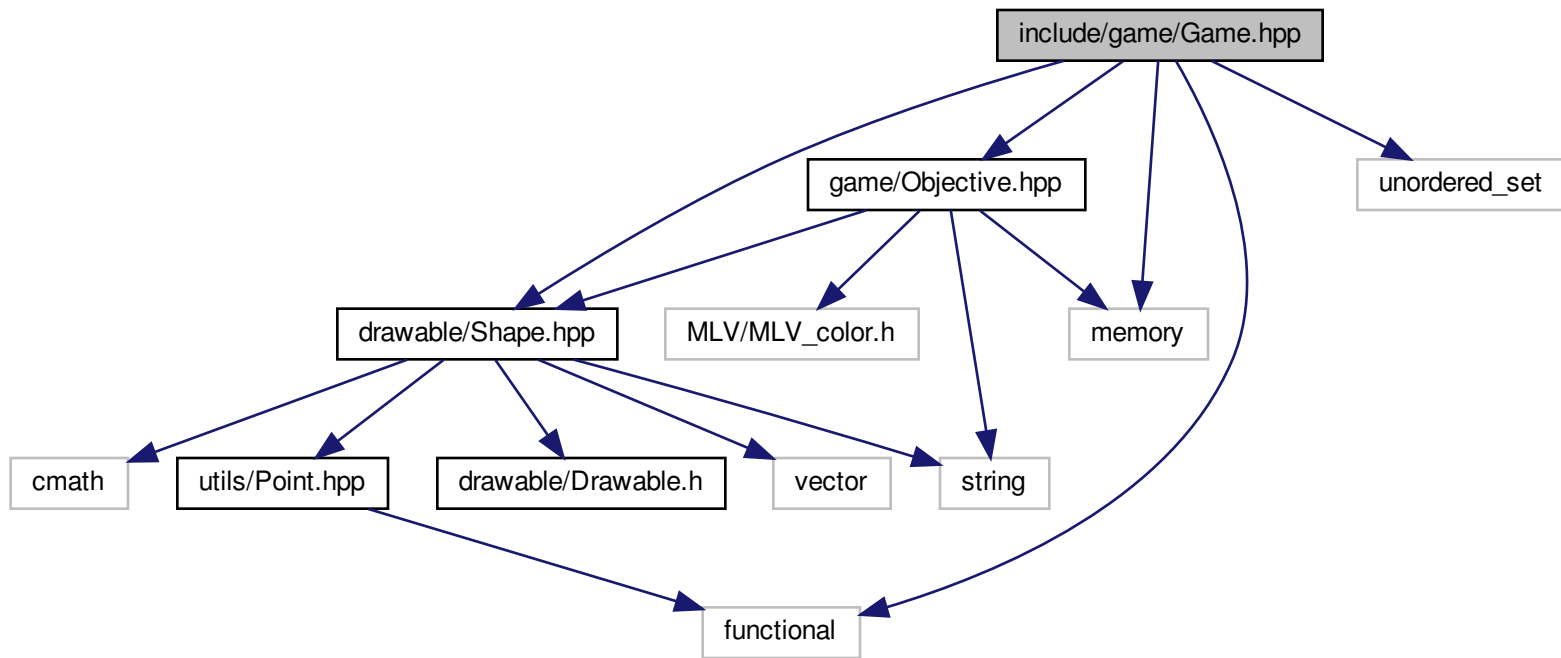 include/game/Game.hpp
game/Objective.hpp
unordered_set
drawable/Shape.hpp
MLV/MLV_color.h
memory
cmath
utils/Point.hpp
drawable/Drawable.h
vector
string
functional